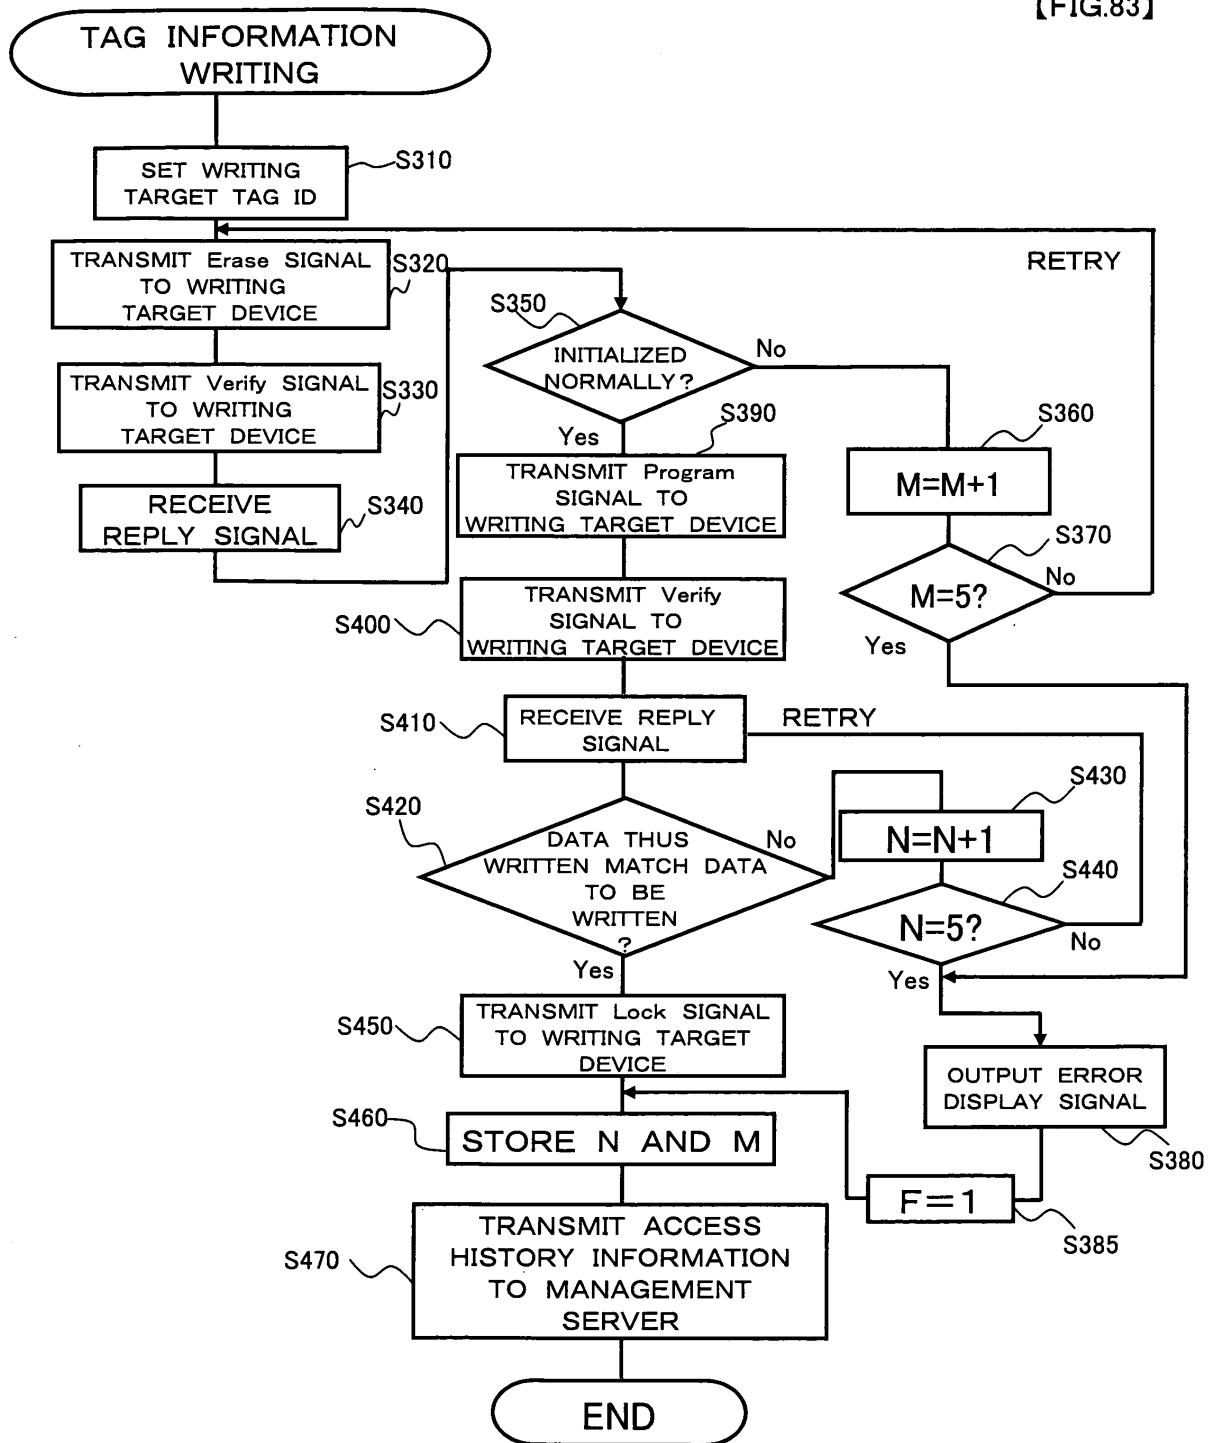 【FIG.83】
TAG INFORMATION
WRITING
S310
SET WRITING
TARGET TAG ID
RETRY
TRANSMIT Erase SIGNAL
TO WRITING
TARGET DEVICE
S320
S350
INITIALIZED
NORMALLY?
No
Yes
TRANSMIT Verify SIGNAL
TO WRITING
TARGET DEVICE
S330
S390
S360
TRANSMIT Program
SIGNAL TO
WRITING TARGET DEVICE
M=M+1
RECEIVE
REPLY SIGNAL
S340
S370
M=5?
No
Yes
S400
TRANSMIT Verify
SIGNAL TO
WRITING TARGET DEVICE
S410
RECEIVE REPLY
SIGNAL
RETRY
S420
DATA THUS
WRITTEN MATCH DATA
TO BE
WRITTEN
?
No
Yes
S430
N=N+1
S440
N=5?
No
Yes
S450
TRANSMIT Lock SIGNAL
TO WRITING TARGET
DEVICE
OUTPUT ERROR
DISPLAY SIGNAL
S380
S460
STORE N AND M
F=1
S385
S470
TRANSMIT ACCESS
HISTORY INFORMATION
TO MANAGEMENT
SERVER
END